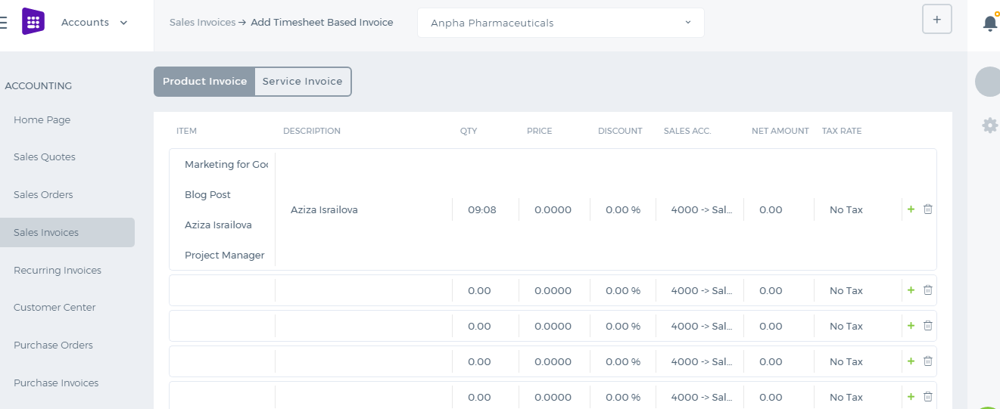 Accounts
Sales Invoices → Add Timesheet Based Invoice
Anpha Pharmaceuticals
+
ACCOUNTING
Home Page
Sales Quotes
Sales Orders
Sales Invoices
Recurring Invoices
Customer Center
Purchase Orders
Purchase Invoices
Product Invoice Service Invoice
ITEM DESCRIPTION QTY PRICE DISCOUNT SALES ACC. NET AMOUNT TAX RATE
Marketing for Goo
Blog Post
Aziza Israilova
Project Manager
Aziza Israilova 09:08 0.0000 0.00 % 4000 -> Sal... 0.00 No Tax +
0.00 0.0000 0.00 % 4000 -> Sal... 0.00 No Tax +
0.00 0.0000 0.00 % 4000 -> Sal... 0.00 No Tax +
0.00 0.0000 0.00 % 4000 -> Sal... 0.00 No Tax +
0.00 0.0000 0.00 % 4000 -> Sal... 0.00 No Tax +